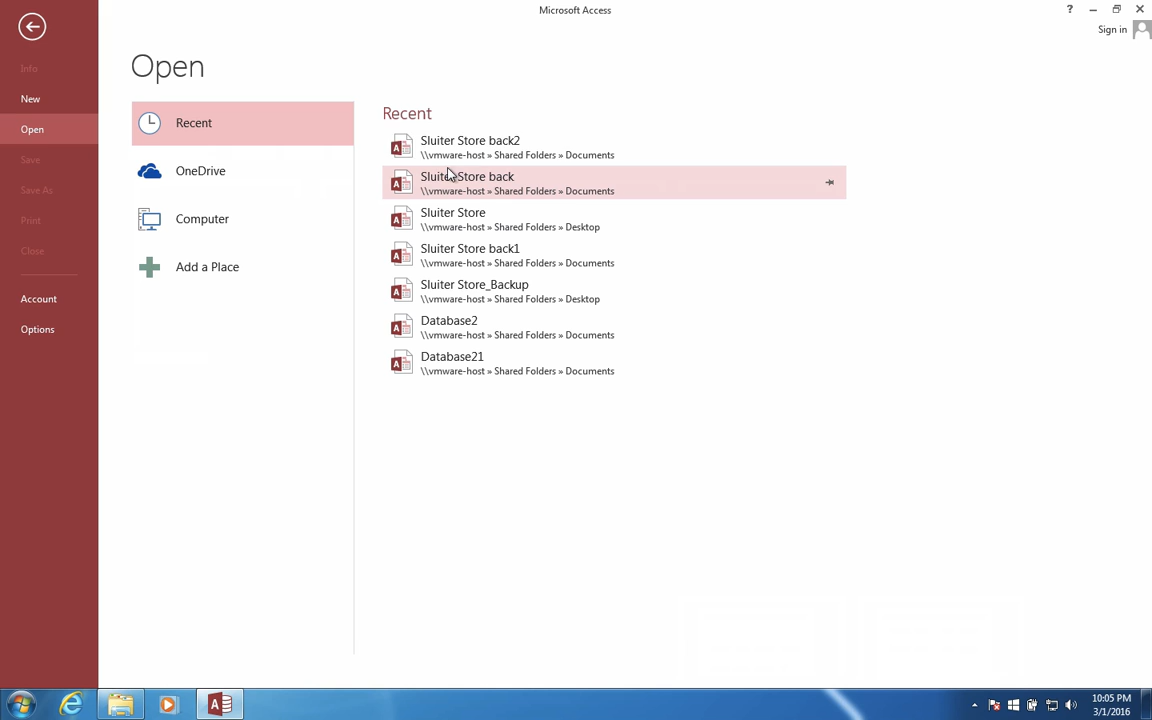 Microsoft Access
?
Sign in
Info
New
Open
Save
Save As
Print
Close
Account
Options
Open
Recent
OneDrive
Computer
Add a Place
Recent
Sluiter Store back2
\\vmware-host » Shared Folders » Documents
Sluiter Store back
\\vmware-host » Shared Folders » Documents
Sluiter Store
\\vmware-host » Shared Folders » Desktop
Sluiter Store back1
\\vmware-host » Shared Folders » Documents
Sluiter Store_Backup
\\vmware-host » Shared Folders » Desktop
Database2
\\vmware-host » Shared Folders » Documents
Database21
\\vmware-host » Shared Folders » Documents
10:05 PM
3/1/2016